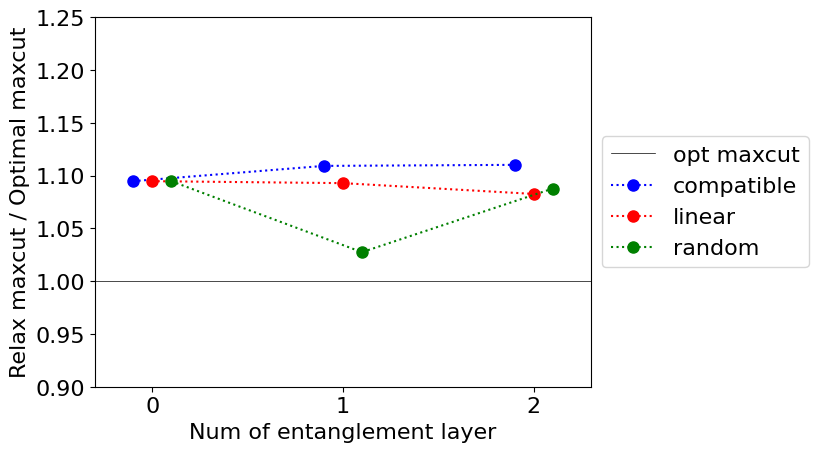 Relax maxcut / Optimal maxcut
1.25
1.20
1.15
1.10
1.05
1.00
0.95
0.90
0
1
2
Num of entanglement layer
opt maxcut
compatible
linear
random